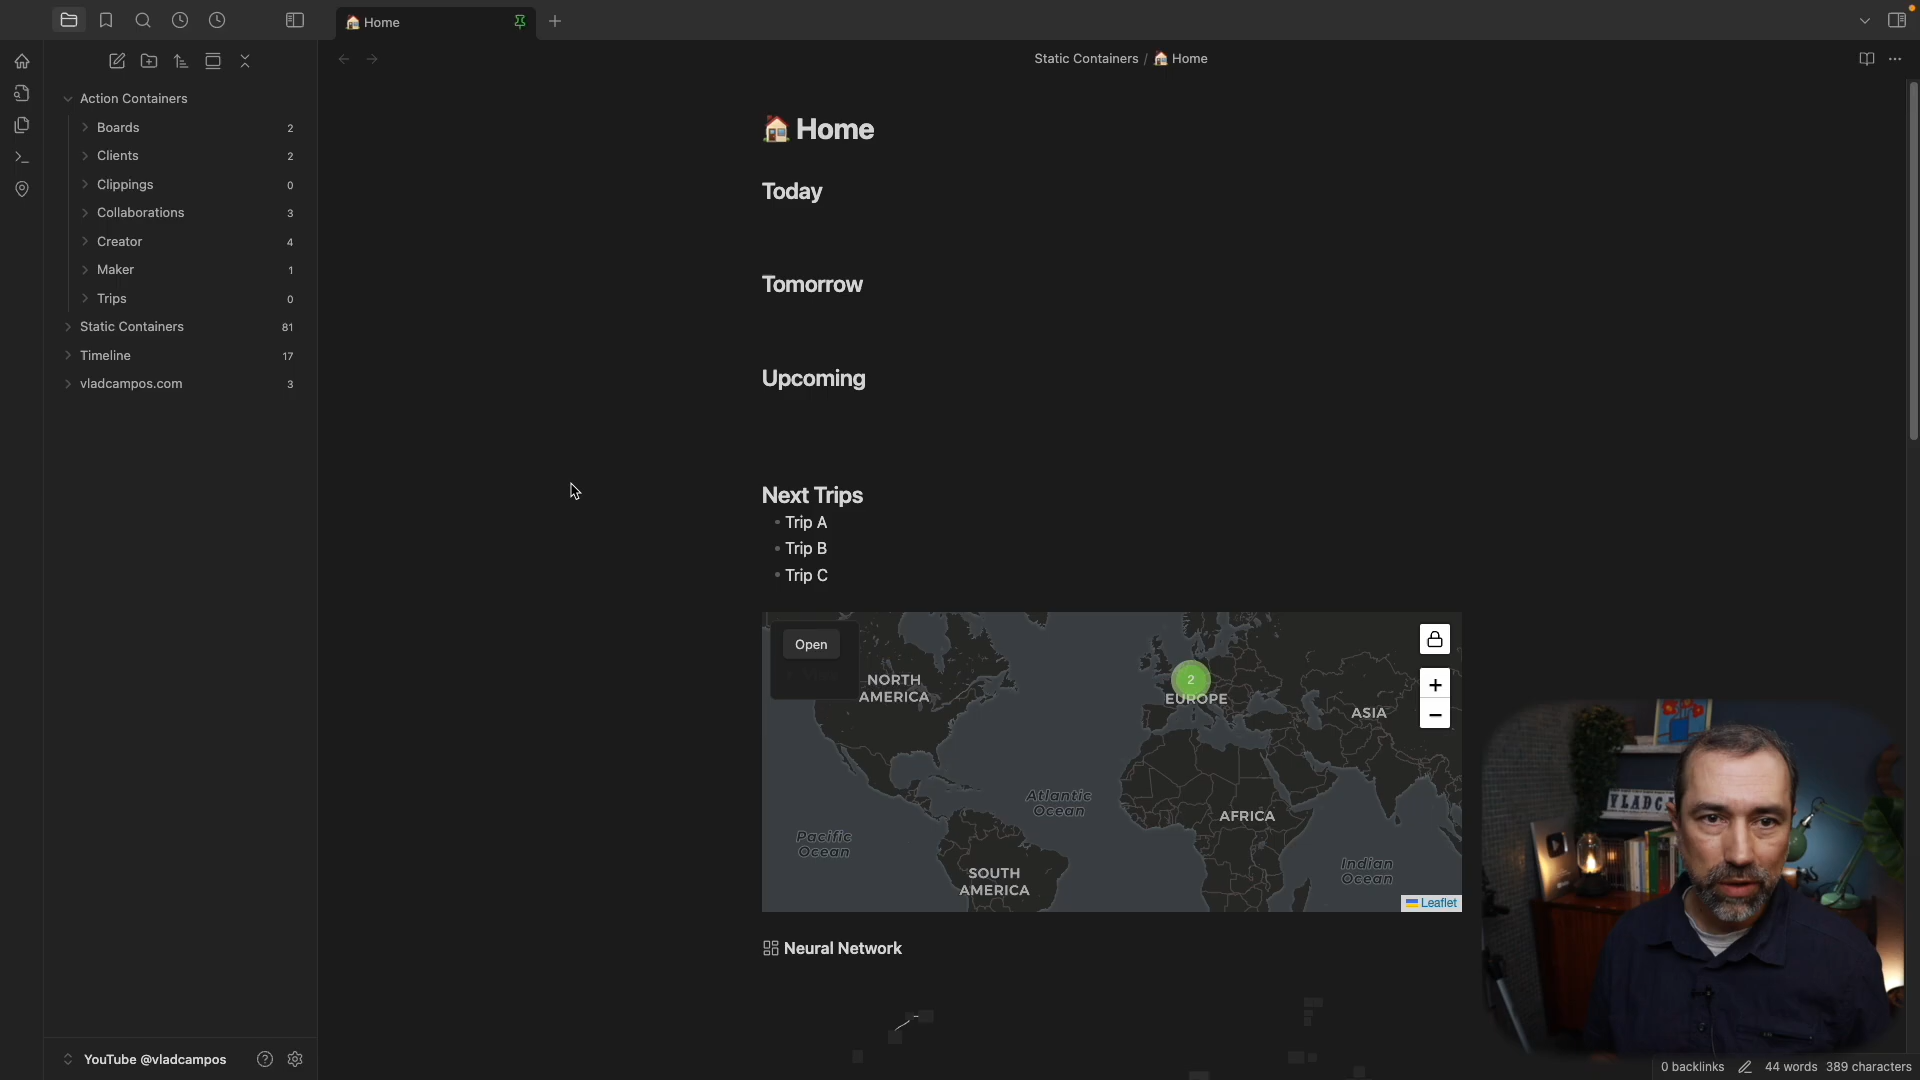 Home
Static Containers / Home
Action Containers
Boards 2
Clients 2
Clippings 0
Collaborations 3
Creator 4
Maker 1
Trips 0
Static Containers 81
Timeline 17
vladcampos.com 3
Home
Today
Tomorrow
Upcoming
Next Trips
Trip A
Trip B
Trip C
Open
NORTH
AMERICA
2
EUROPE
ASIA
+
−
Atlantic
Ocean
AFRICA
Pacific
Ocean
SOUTH
AMERICA
Indian
Ocean
Leaflet
Neural Network
YouTube @vladcampos
0 backlinks 44 words 389 characters